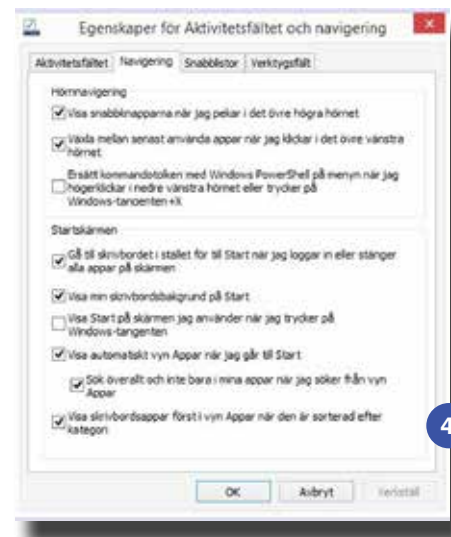 Egenskaper för Aktivitetsfältet och navigering
Aktivitetsfältet Navigering Snabblistor Verktygsfält
Hörnnavigering
Visa snabbknapparna när jag pekar i det övre högra hörnet
Växla mellan senast använda appar när jag klickar i det övre vänstra
hörnet
Ersätt kommandotolken med Windows PowerShell på menyn när jag
högerklickar i nedre vänstra hörnet eller trycker på
Windows-tangenten+X
Startskärmen
Gå till skrivbordet i stället för till Start när jag loggar in eller stänger
alla appar på skärmen
Visa min skrivbordsbakgrund på Start
Visa Start på skärmen jag använder när jag trycker på
Windows-tangenten
Visa automatiskt vyn Appar när jag går till Start
Sök överallt och inte bara i mina appar när jag söker från vyn
Appar
Visa skrivbordsappar först i vyn Appar när den är sorterad efter
kategori
4
OK Avbryt Verkställ